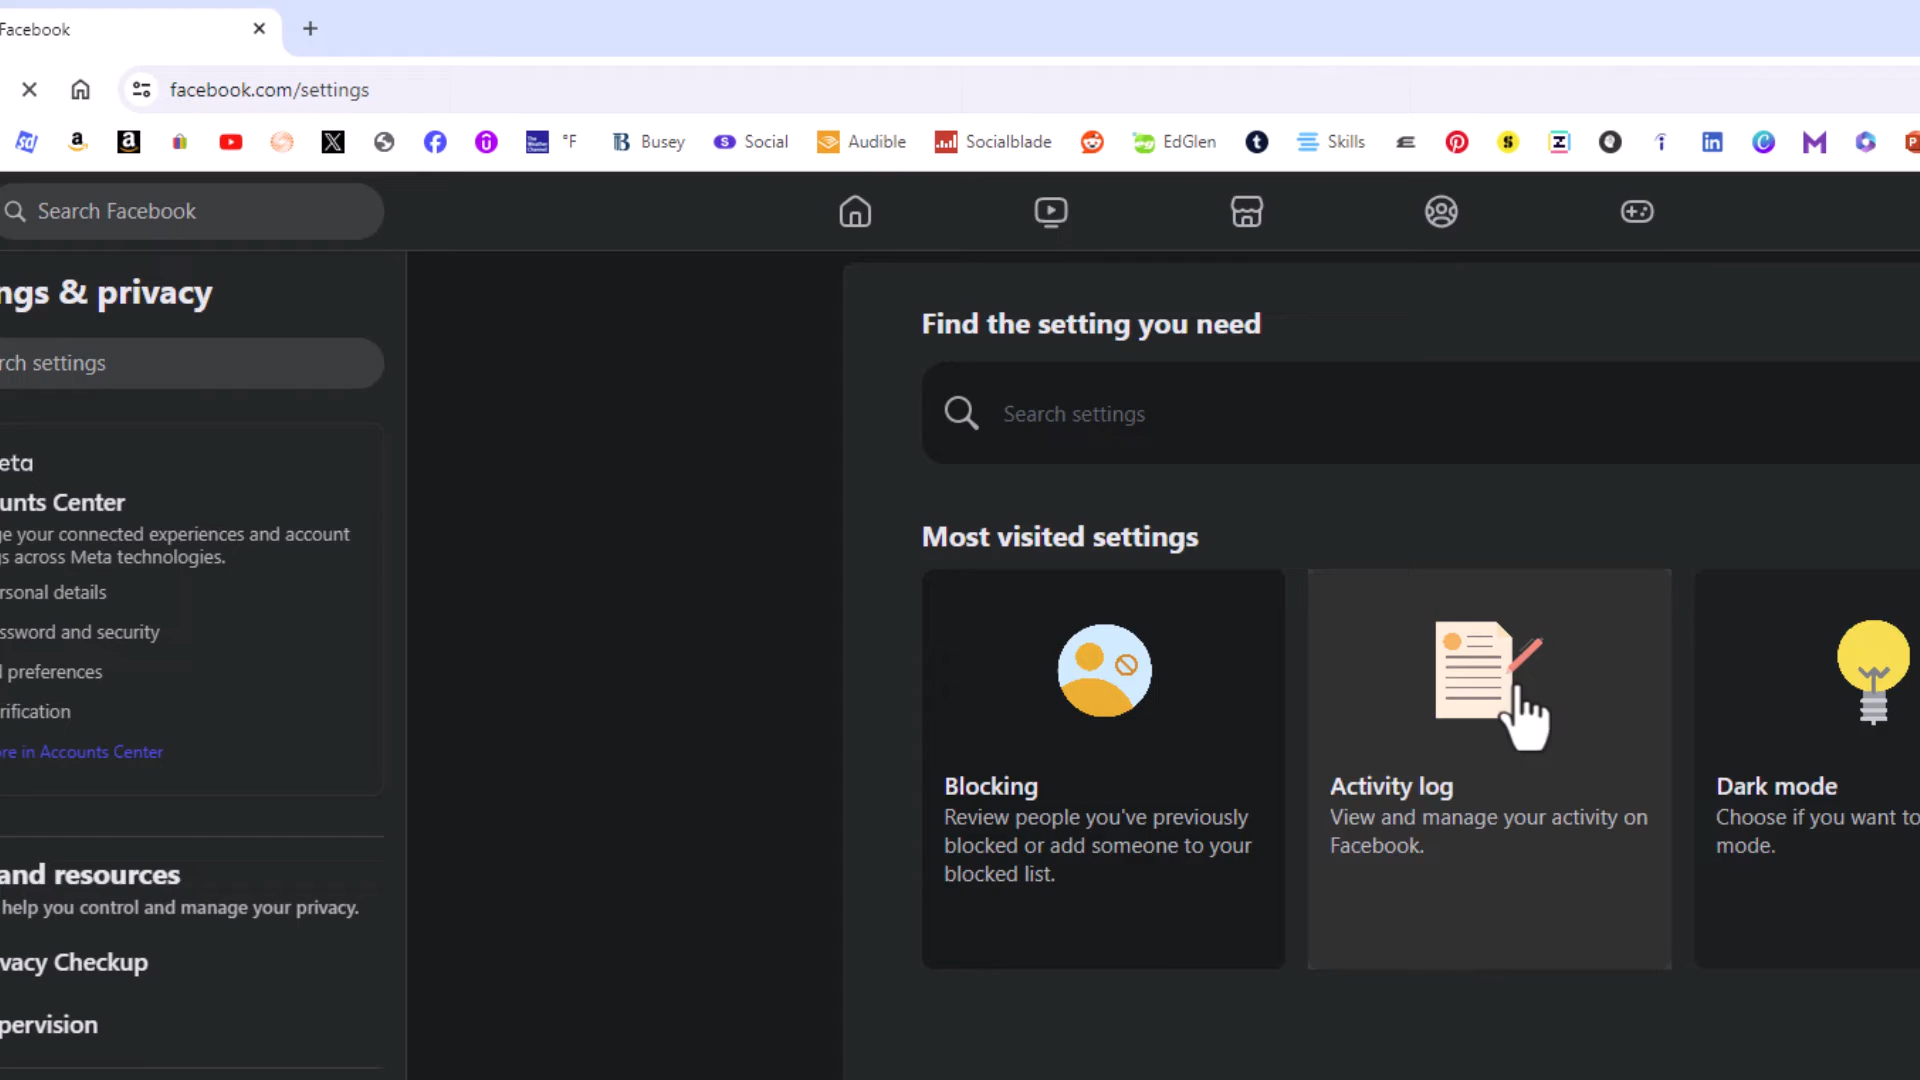 Facebook
facebook.com/settings
°F
Busey
Social
Audible
Socialblade
EdGlen
Skills
Search Facebook
ngs & privacy
rch settings
eta
unts Center
ge your connected experiences and account
gs across Meta technologies.
rsonal details
ssword and security
d preferences
rification
ore in Accounts Center
and resources
help you control and manage your privacy.
vacy Checkup
pervision
Find the setting you need
Search settings
Most visited settings
Blocking
Review people you've previously
blocked or add someone to your
blocked list.
Activity log
View and manage your activity on
Facebook.
Dark mode
Choose if you want to
mode.